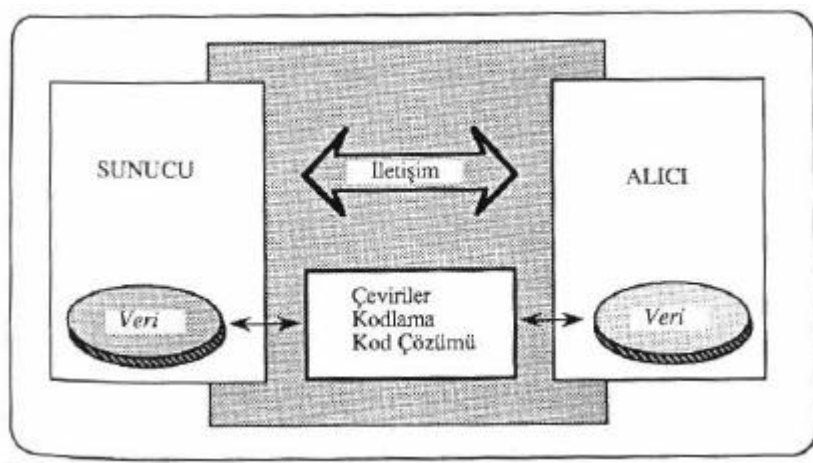 SUNUCU
İletişim
ALICI
Veri
Çeviriler
Kodlama
Kod Çözümü
Veri